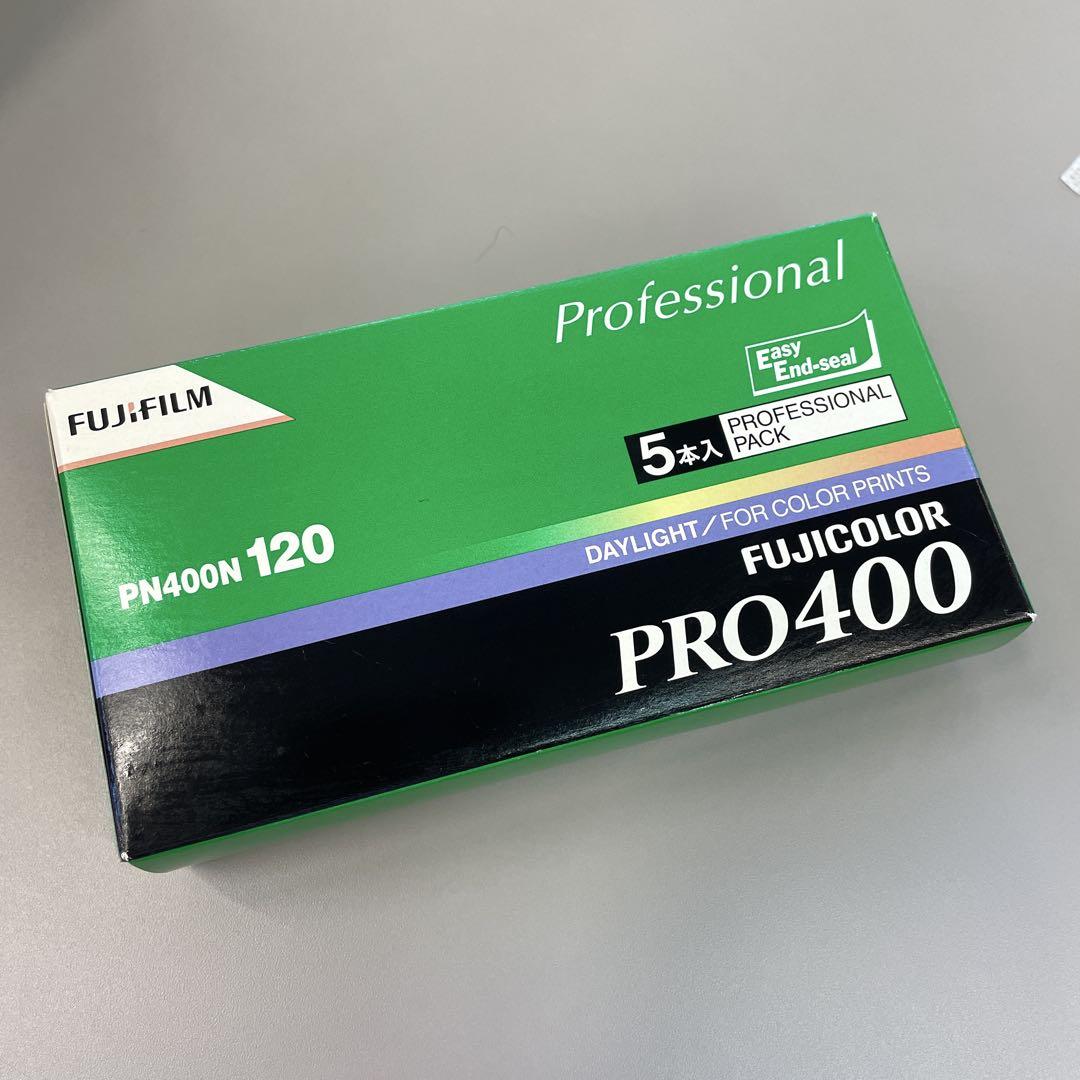 Professional
Easy
End-seal
FUJIFILM
5本入
PROFESSIONAL
PACK
PN400N 120
DAYLIGHT/FOR COLOR PRINTS
FUJICOLOR
PRO400